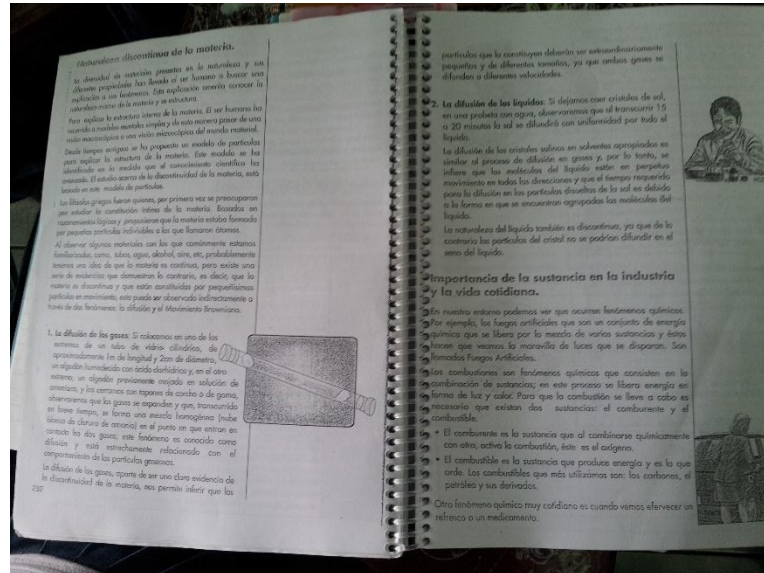 Naturaleza discontinua de la materia.
La diversidad de materiales presentes en la naturaleza y sus
diferentes propiedades han llevado al ser humano a buscar una
explicación a sus fenómenos. Esta explicación amerita conocer la
naturaleza misma de la materia y su estructura.
Para explicar la estructura interna de la materia. El ser humano ha
recurrido a modelos mentales simples y de esta manera pasar de una
visión macroscópica a una visión microscópica del mundo material.
Desde tiempos antiguos se ha propuesto un modelo de partículas
para explicar la estructura de la materia. Este modelo se ha
identificado en la medida que el conocimiento científico ha
avanzado. El estudio acerca de la discontinuidad de la materia, está
basado en este modelo de partículas.
Los filósofos griegos fueron quienes, por primera vez se preocuparon
por estudiar la constitución íntima de la materia. Basados en
razonamientos lógicos y propusieron que la materia estaba formada
por pequeñas partículas indivisibles a las que llamaron átomos.
Al observar algunos materiales con los que comúnmente estamos
familiarizados, como, tubos, agua, alcohol, aire, etc, probablemente
tenemos una idea de que la materia es continua, pero existe una
serie de evidencias que demuestran lo contrario, es decir, que la
materia es discontinua y que están constituidas por pequeñísimas
partículas en movimiento, esto puede ser observado indirectamente a
través de dos fenómenos: la difusión y el Movimiento Browniano.
1. La difusión de los gases: Si colocamos en uno de los
extremos de un tubo de vidrio cilíndrico, de
aproximadamente 1m de longitud y 2cm de diámetro,
un algodón humedecido con ácido clorhídrico y, en el otro
extremo, un algodón previamente mojado en solución de
amoníaco, y los cerramos con tapones de corcho o de goma,
observaremos que los gases se expanden y que, transcurrido
un breve tiempo, se forma una mezcla homogénea (nube
blanca de cloruro de amonio) en el punto en que entran en
contacto los dos gases, este fenómeno es conocido como
difusión y está estrechamente relacionado con el
comportamiento de las partículas gaseosas.
La difusión de los gases, aparte de ser una clara evidencia de
la discontinuidad de la materia, nos permite inferir que las
partículas que lo constituyen deberán ser extraordinariamente
pequeñas y de diferentes tamaños, ya que ambos gases se
difunden a diferentes velocidades.
2. La difusión de los líquidos: Si dejamos caer cristales de sal,
en una probeta con agua, observaremos que al transcurrir 15
a 20 minutos la sal se difundirá con uniformidad por todo el
líquido.
La difusión de los cristales salinos en solventes apropiados es
similar al proceso de difusión en gases y, por lo tanto, se
infiere que las moléculas del líquido están en perpetuo
movimiento en todas las direcciones y que el tiempo requerido
para la difusión en las partículas disueltas de la sal es debido
a la forma en que se encuentran agrupadas las moléculas del
líquido.
La naturaleza del líquido también es discontinua, ya que de lo
contrario las partículas del cristal no se podrían difundir en el
seno del líquido.
Importancia de la sustancia en la industria
y la vida cotidiana.
En nuestro entorno podemos ver que ocurren fenómenos químicos.
Por ejemplo, los fuegos artificiales que son un conjunto de energía
química que se libera por la mezcla de varias sustancias y éstas
hacen que veamos la maravilla de luces que se disparan. Son
llamados Fuegos Artificiales.
Las combustiones son fenómenos químicos que consisten en la
combinación de sustancias; en este proceso se libera energía en
forma de luz y calor. Para que la combustión se lleve a cabo es
necesario que existan dos sustancias: el comburente y el
combustible.
• El comburente es la sustancia que al combinarse químicamente
con otra, activa la combustión, éste es el oxígeno.
• El combustible es la sustancia que produce energía y es la que
arde. Los combustibles que más utilizamos son: los carbones, el
petróleo y sus derivados.
Otro fenómeno químico muy cotidiano es cuando vemos efervecer un
refresco o un medicamento.